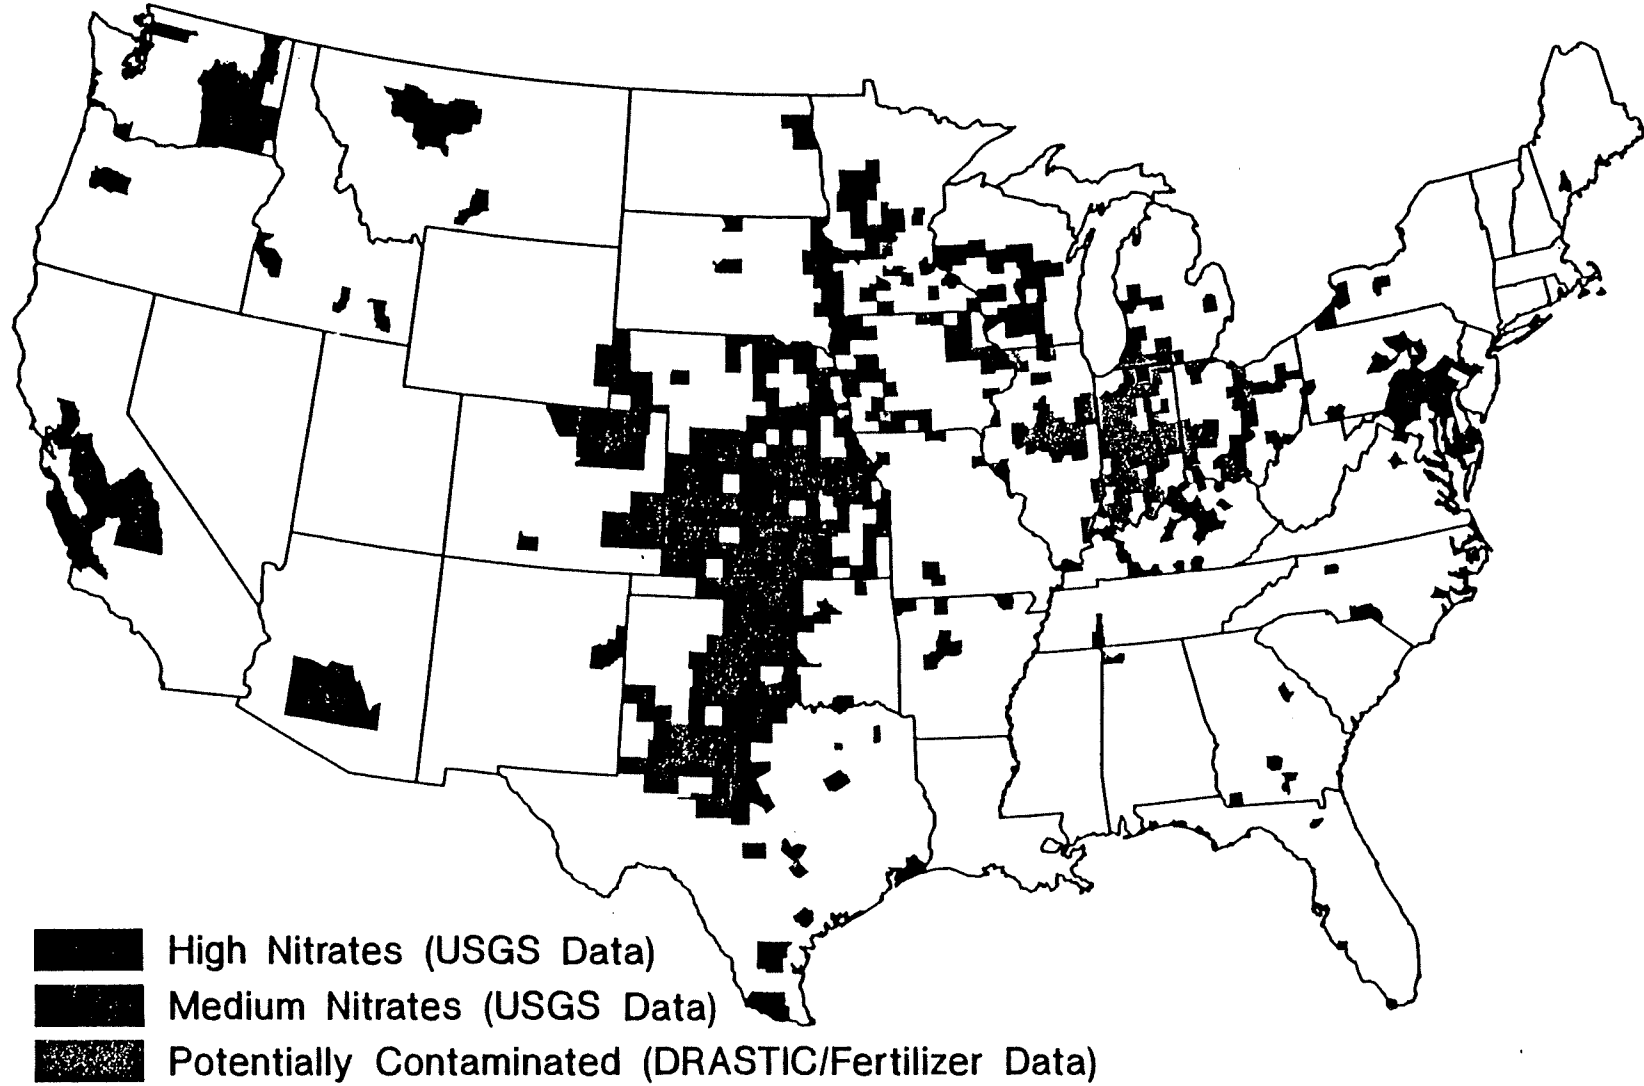 High Nitrates (USGS Data)
Medium Nitrates (USGS Data)
Potentially Contaminated (DRASTIC/Fertilizer Data)